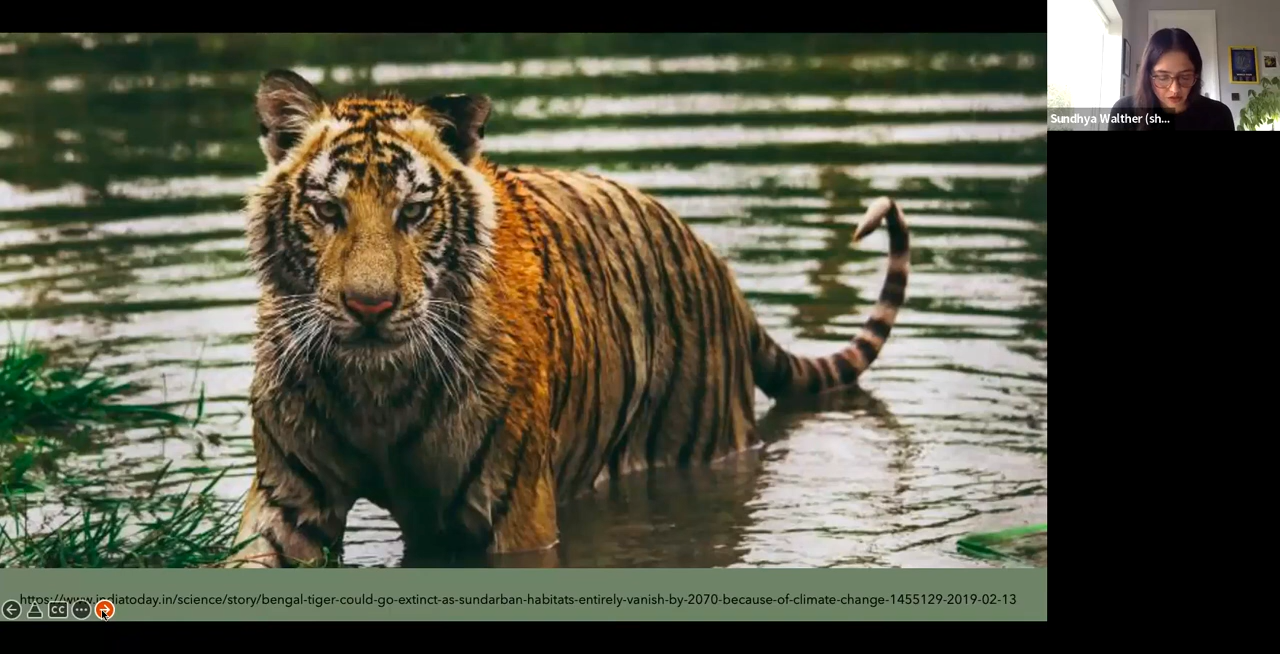 Sundhya Walther (sh...
https://www.indiatoday.in/science/story/bengal-tiger-could-go-extinct-as-sundarban-habitats-entirely-vanish-by-2070-because-of-climate-change-1455129-2019-02-13
CC